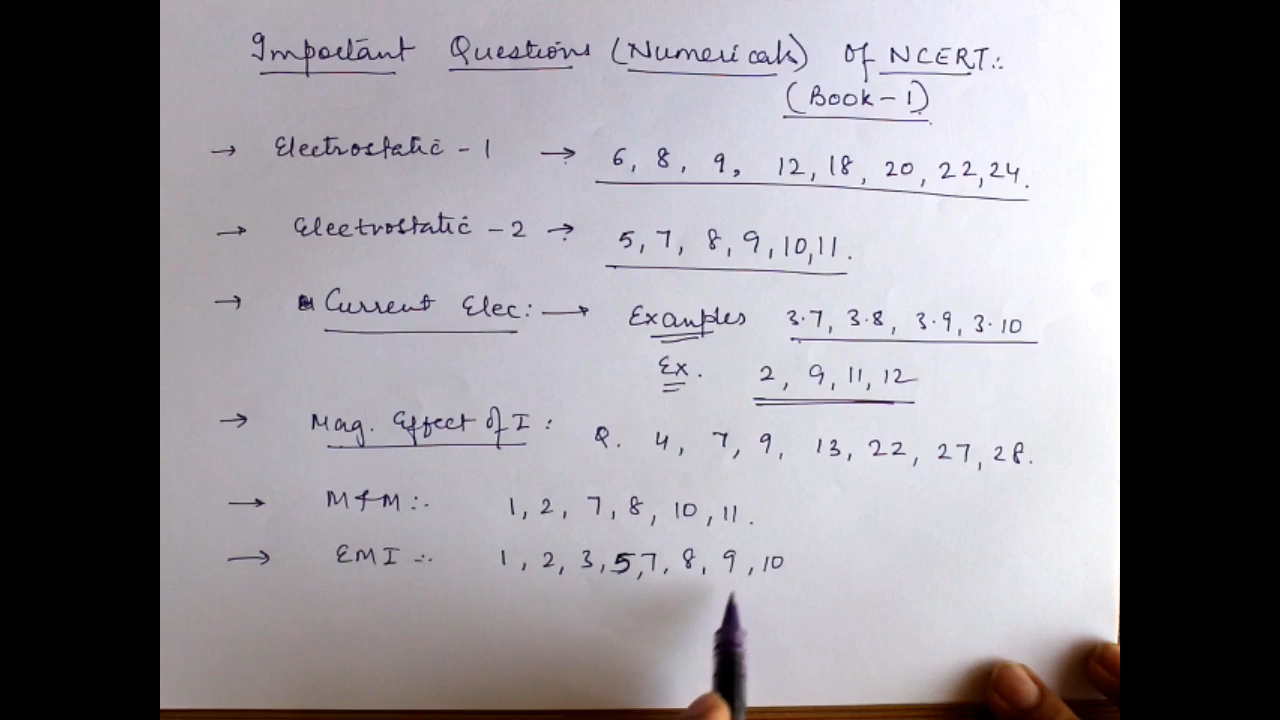 Important Questions (Numericals) Of NCERT:.
(Book - 1)
→ Electrostatic - 1 → 6, 8, 9, 12, 18, 20, 22, 24.
→ Electrostatic - 2 → 5, 7, 8, 9, 10, 11.
→ Current Elec: → Examples 3.7, 3.8, 3.9, 3.10
Ex. 2, 9, 11, 12
→ Mag. Effect of I : Q. 4, 7, 9, 13, 22, 27, 28.
→ M & M :. 1, 2, 7, 8, 10, 11.
→ EMI :. 1, 2, 3, 5, 7, 8, 9, 10